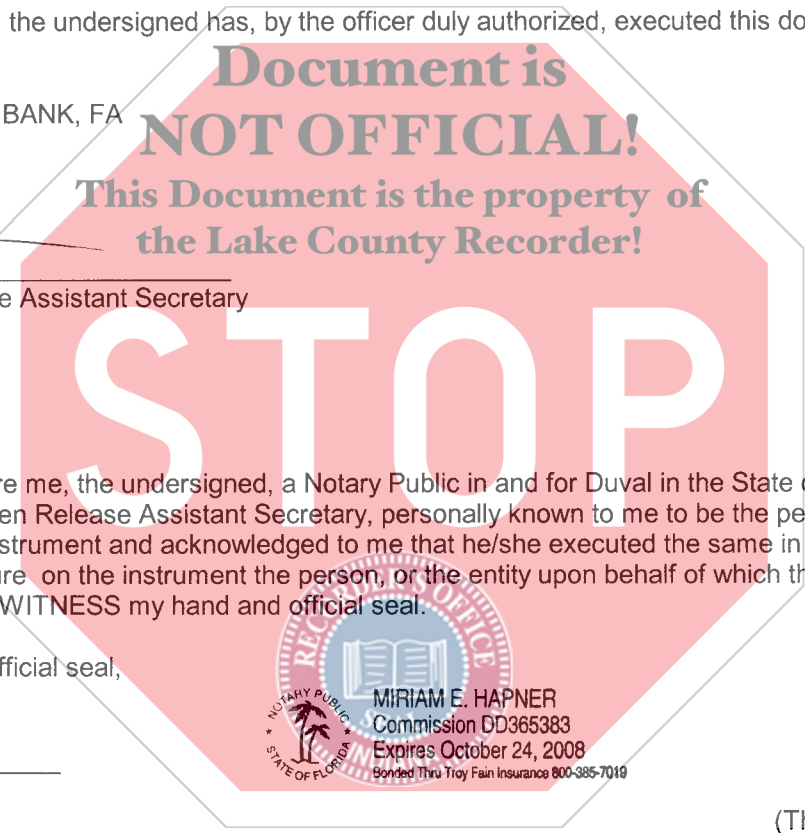 the undersigned has, by the officer duly authorized, executed this do
Document is
BANK, FA
NOT OFFICIAL!
This Document is the property of
the Lake County Recorder!
e Assistant Secretary
STOP
re me, the undersigned, a Notary Public in and for Duval in the State
en Release Assistant Secretary, personally known to me to be the pe
strument and acknowledged to me that he/she executed the same in
ure on the instrument the person, or the entity upon behalf of which th
WITNESS my hand and official seal.
fficial seal,
RECORDER'S OFFICE
SEAL
INDIANA
NOTARY PUBLIC
STATE OF FLORIDA
MIRIAM E. HAPNER
Commission DD365383
Expires October 24, 2008
Bonded Thru Troy Fain Insurance 800-385-7019